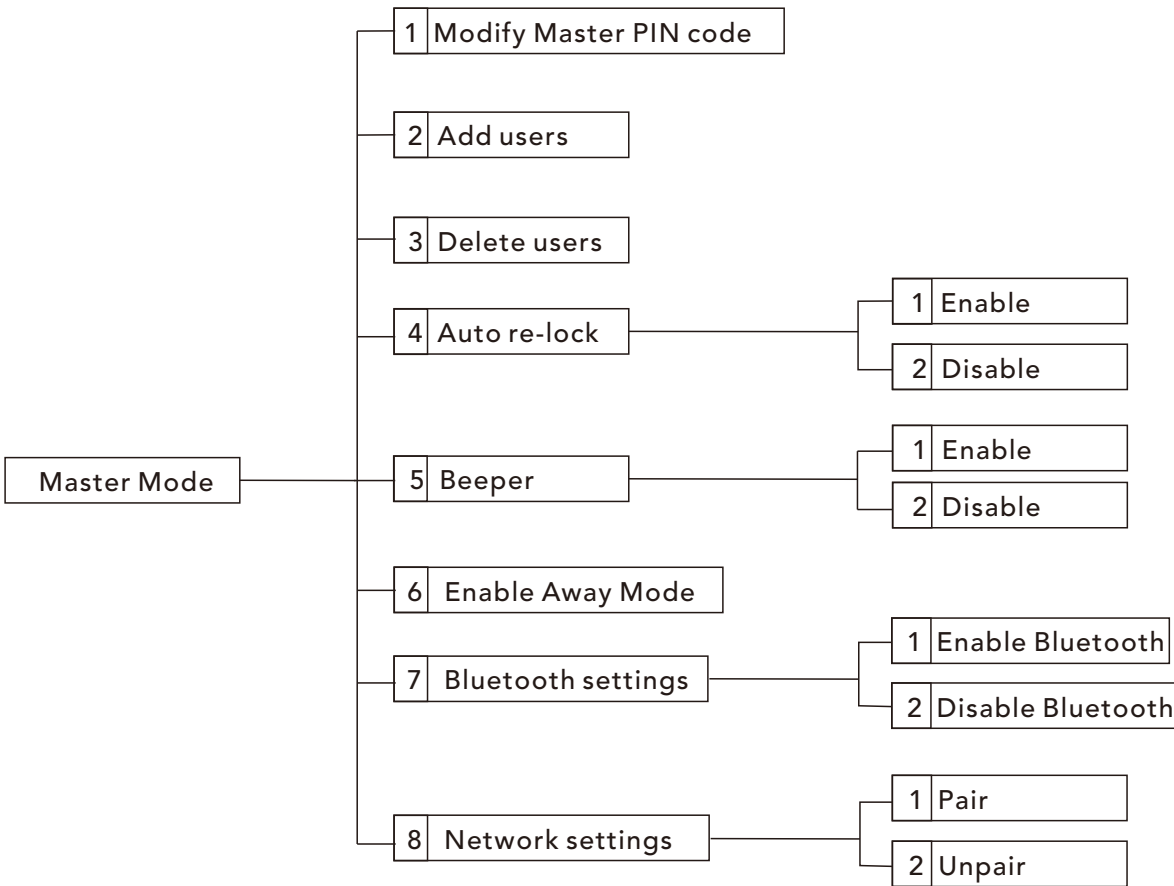 1 Modify Master PIN code
2 Add users
3 Delete users
4 Auto re-lock
1 Enable
2 Disable
Master Mode
5 Beeper
1 Enable
2 Disable
6 Enable Away Mode
7 Bluetooth settings
1 Enable Bluetooth
2 Disable Bluetooth
8 Network settings
1 Pair
2 Unpair